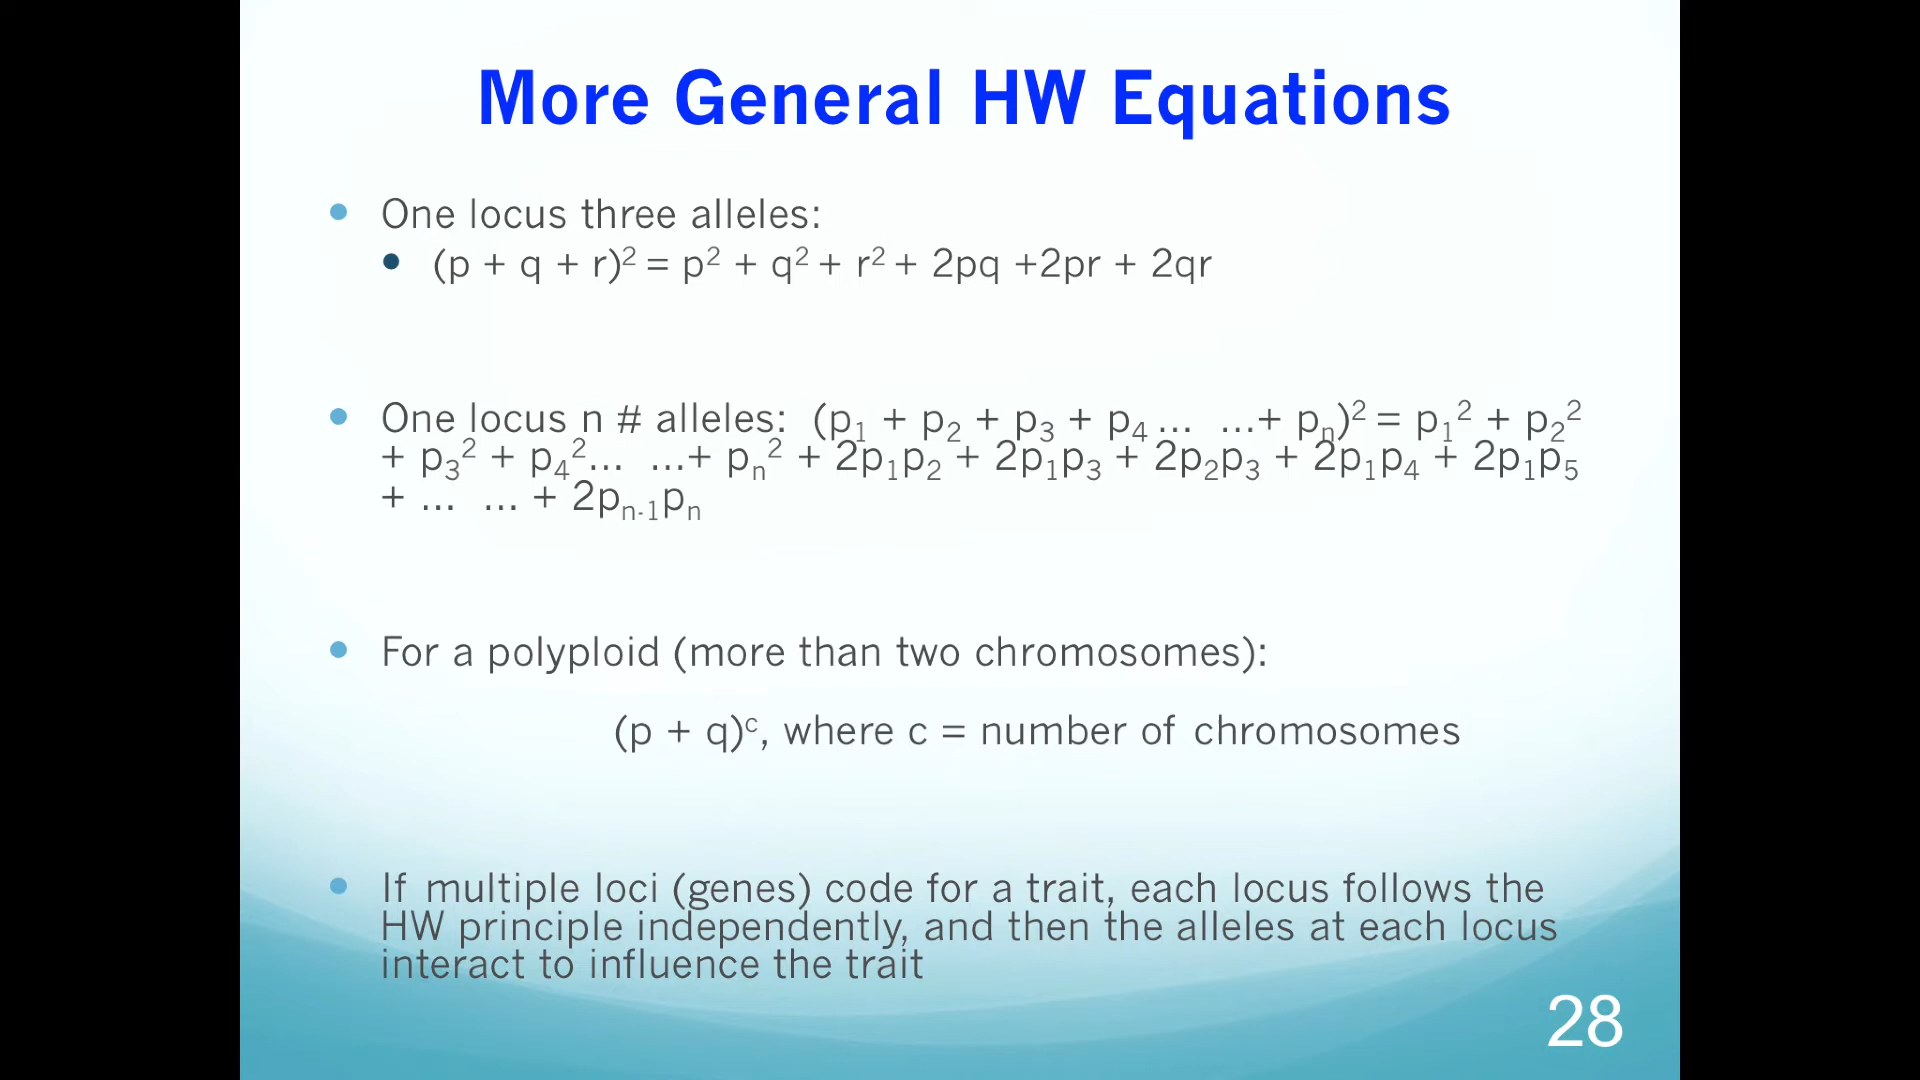 More General HW Equations
• One locus three alleles:
• (p + q + r)² = p² + q² + r² + 2pq +2pr + 2qr
• One locus n # alleles: (p₁ + p₂ + p₃ + p₄ … …+ pₙ)² = p₁² + p₂²
+ p₃² + p₄²… …+ pₙ² + 2p₁p₂ + 2p₁p₃ + 2p₂p₃ + 2p₁p₄ + 2p₁p₅
+ … … + 2pₙ₋₁pₙ
• For a polyploid (more than two chromosomes):
(p + q)ᶜ, where c = number of chromosomes
• If multiple loci (genes) code for a trait, each locus follows the
HW principle independently, and then the alleles at each locus
interact to influence the trait
28